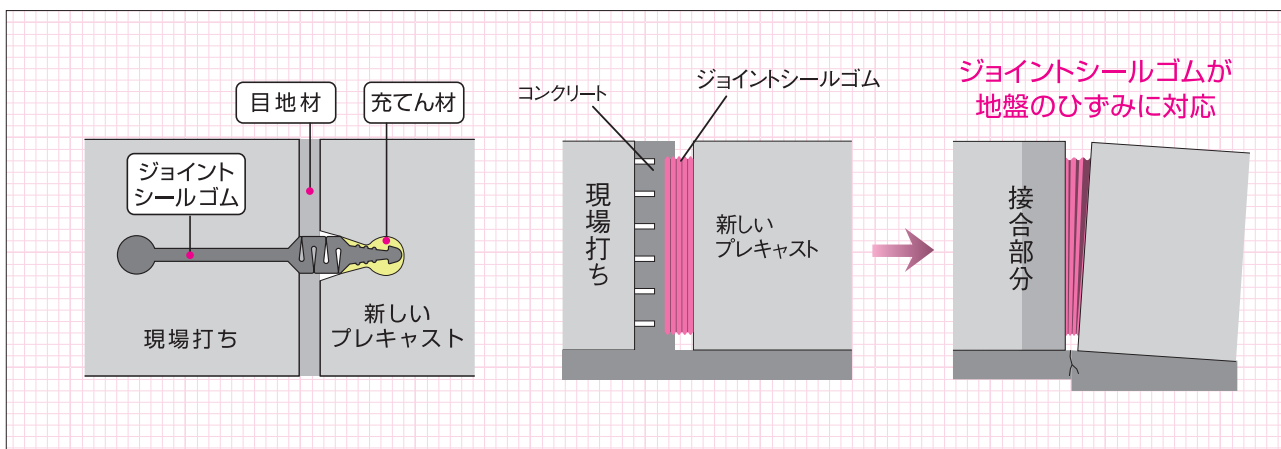 目地材
充てん材
ジョイント
シールゴム
現場打ち
新しい
プレキャスト
コンクリート
ジョイントシールゴム
現場打ち
新しい
プレキャスト
ジョイントシールゴムが
地盤のひずみに対応
接合部分